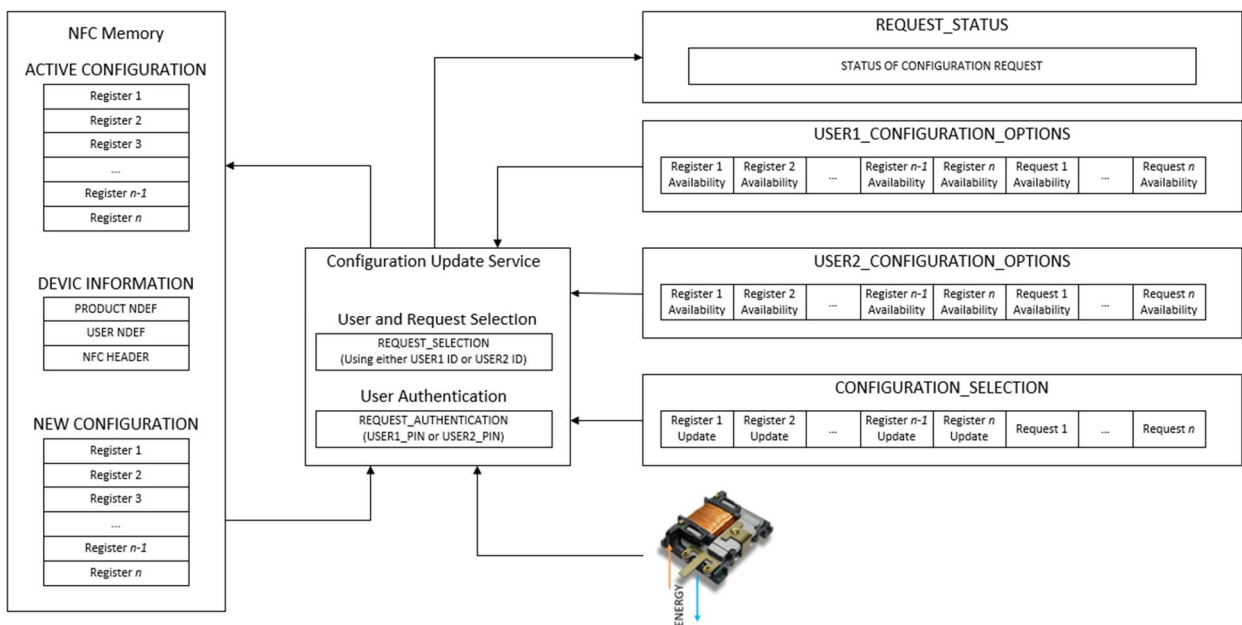 NFC Memory
ACTIVE CONFIGURATION
Register 1
Register 2
Register 3
...
Register n-1
Register n
DEVIC INFORMATION
PRODUCT NDEF
USER NDEF
NFC HEADER
NEW CONFIGURATION
Register 1
Register 2
Register 3
...
Register n-1
Register n
Configuration Update Service
User and Request Selection
REQUEST_SELECTION
(Using either USER1 ID or USER2 ID)
User Authentication
REQUEST_AUTHENTICATION
(USER1_PIN or USER2_PIN)
REQUEST_STATUS
STATUS OF CONFIGURATION REQUEST
USER1_CONFIGURATION_OPTIONS
Register 1 Register 2 ... Register n-1 Register n Request 1 ... Request n
Availability Availability Availability Availability Availability Availability
USER2_CONFIGURATION_OPTIONS
Register 1 Register 2 ... Register n-1 Register n Request 1 ... Request n
Availability Availability Availability Availability Availability Availability
CONFIGURATION_SELECTION
Register 1 Register 2 ... Register n-1 Register n Request 1 ... Request n
Update Update Update Update
ENERGY